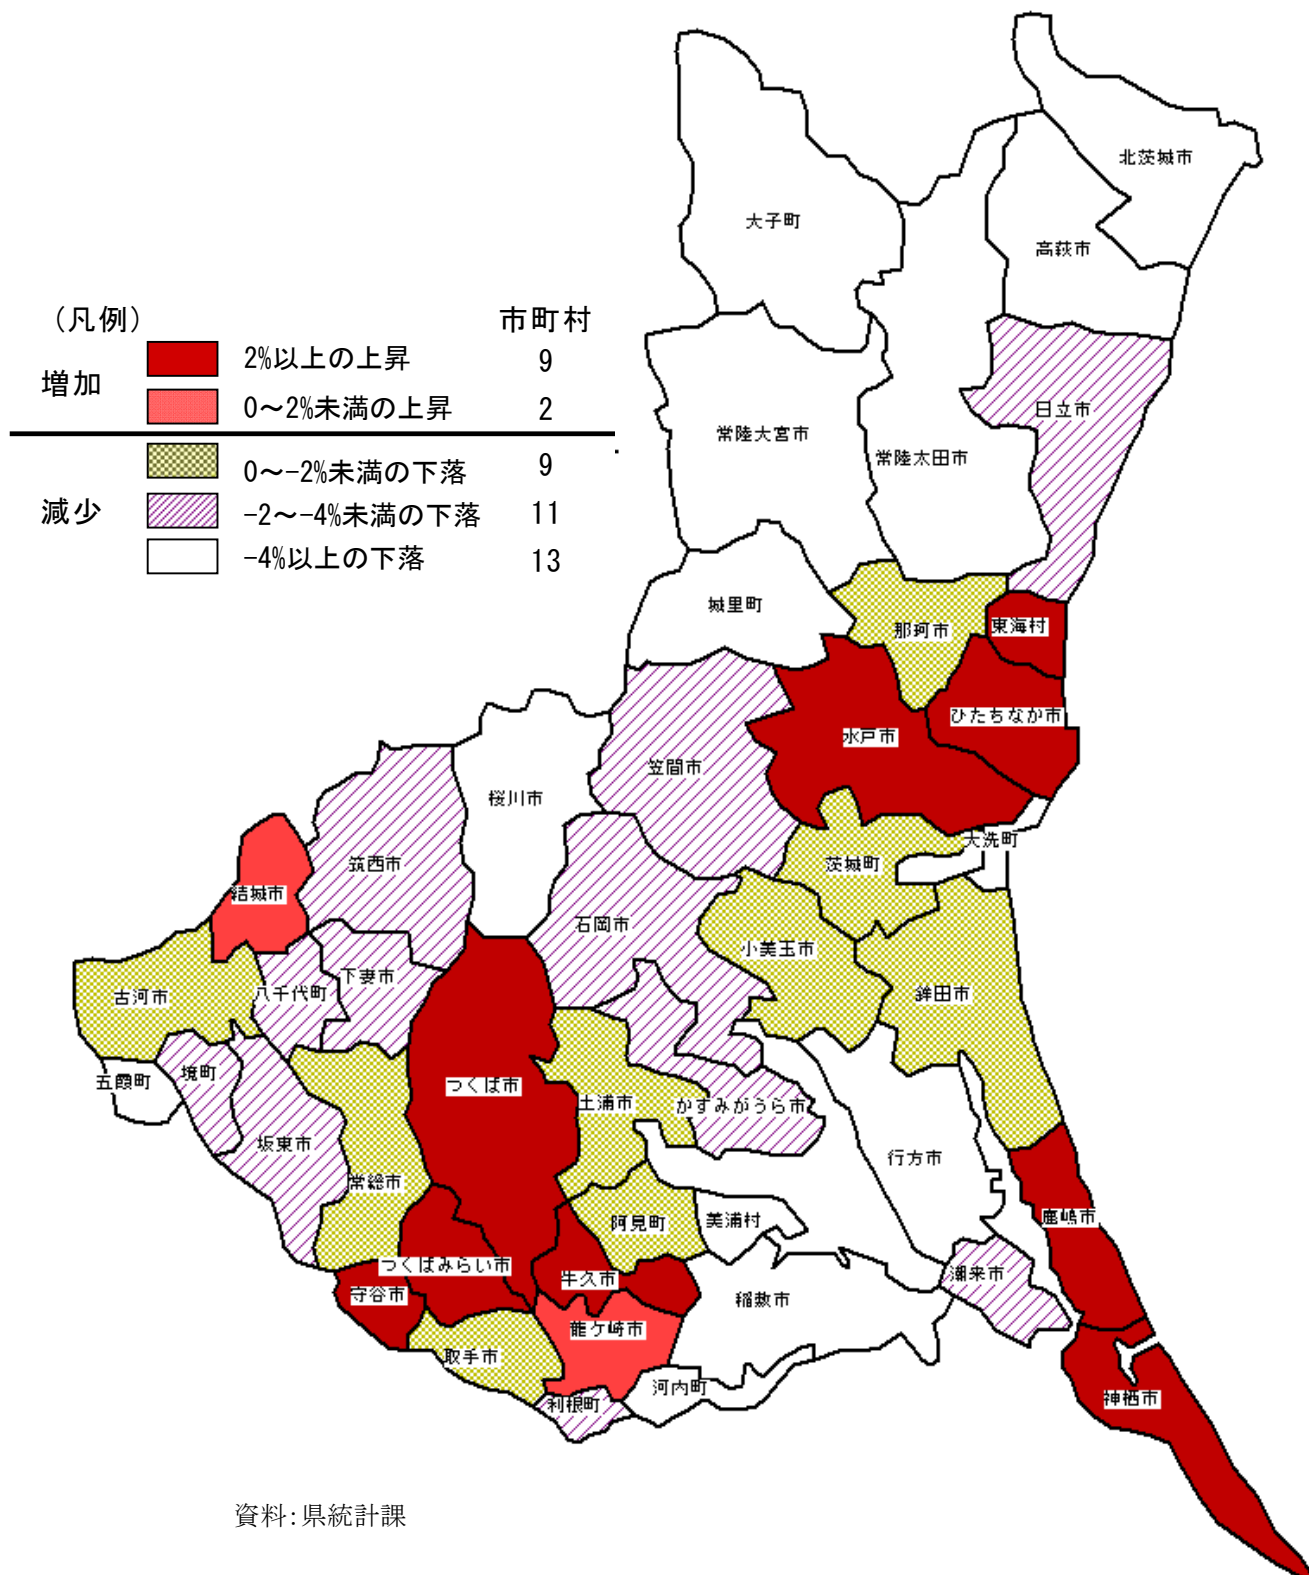 北茨城市
大子町
高萩市
（凡例） 市町村
増加
2%以上の上昇 9
0～2%未満の上昇 2
減少
0～-2%未満の下落 9
-2～-4%未満の下落 11
-4%以上の下落 13
日立市
常陸大宮市
常陸太田市
城里町
那珂市
東海村
ひたちなか市
水戸市
笠間市
桜川市
大洗町
茨城町
筑西市
結城市
石岡市
小美玉市
下妻市
八千代町
古河市
鉾田市
五霞町
境町
つくば市
土浦市
かすみがうら市
坂東市
行方市
常総市
阿見町
美浦村
鹿嶋市
つくばみらい市
牛久市
潮来市
守谷市
稲敷市
龍ケ崎市
取手市
河内町
利根町
神栖市
資料：県統計課